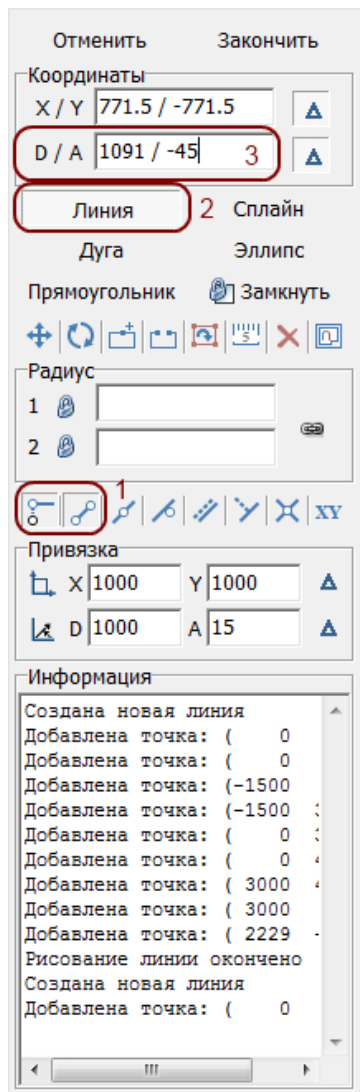 Отменить Закончить
Координаты
X / Y 771.5 / -771.5
D / A 1091 / -45 3
Линия 2 Сплайн
Дуга Эллипс
Прямоугольник Замкнуть
5
Радиус
1
2
1
XY
Привязка
X 1000 Y 1000
D 1000 A 15
Информация
Создана новая линия
Добавлена точка: ( 0
Добавлена точка: ( 0
Добавлена точка: (-1500
Добавлена точка: (-1500
Добавлена точка: ( 0
Добавлена точка: ( 0
Добавлена точка: ( 3000
Добавлена точка: ( 3000
Добавлена точка: ( 2229 -
Рисование линии окончено
Создана новая линия
Добавлена точка: ( 0